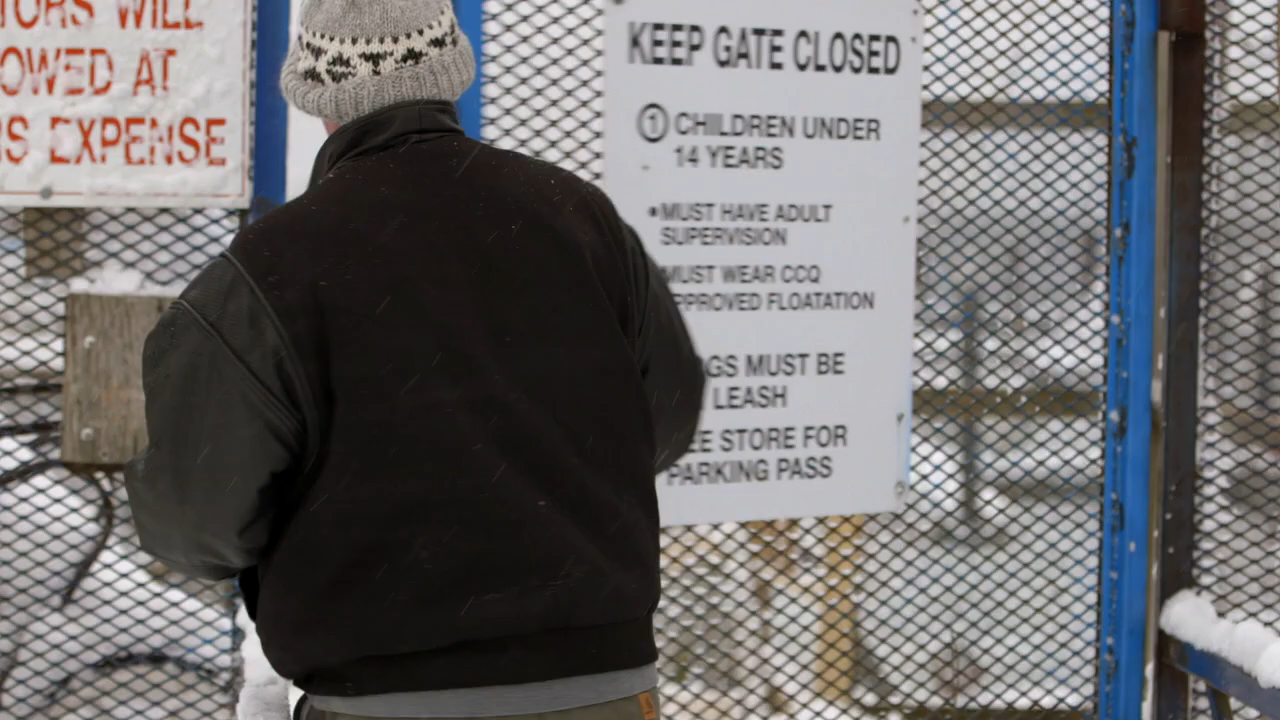 TORS WILL
OWED AT
RS EXPENSE
KEEP GATE CLOSED
1 CHILDREN UNDER
14 YEARS
•MUST HAVE ADULT
SUPERVISION
MUST WEAR CCQ
PPROVED FLOATATION
GS MUST BE
LEASH
EE STORE FOR
PARKING PASS